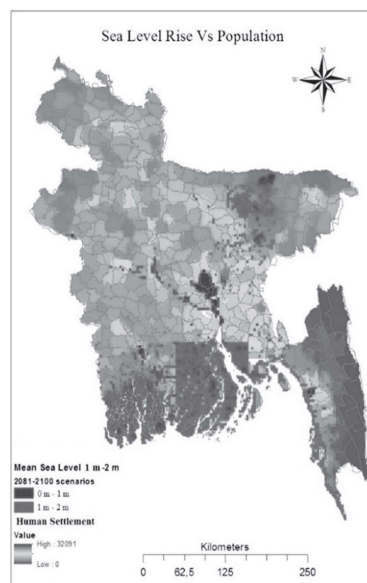 Sea Level Rise Vs Population
N
W E
S
Mean Sea Level 1 m -2 m
2081-2100 scenarios
0 m - 1 m
1 m - 2 m
Human Settlement
Value
High : 32091
Low : 0
Kilometers
0 62,5 125 250